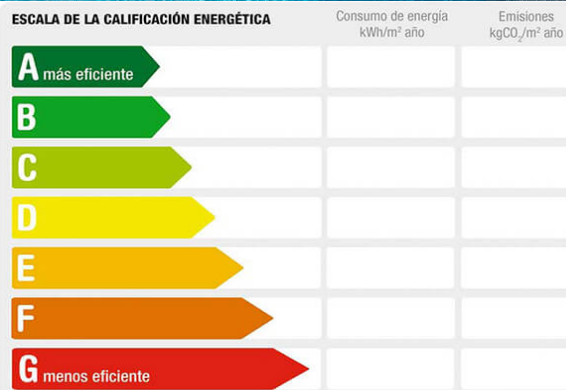 ESCALA DE LA CALIFICACIÓN ENERGÉTICA
Consumo de energía
kWh/m² año
Emisiones
kgCO₂/m² año
A más eficiente
B
C
D
E
F
G menos eficiente